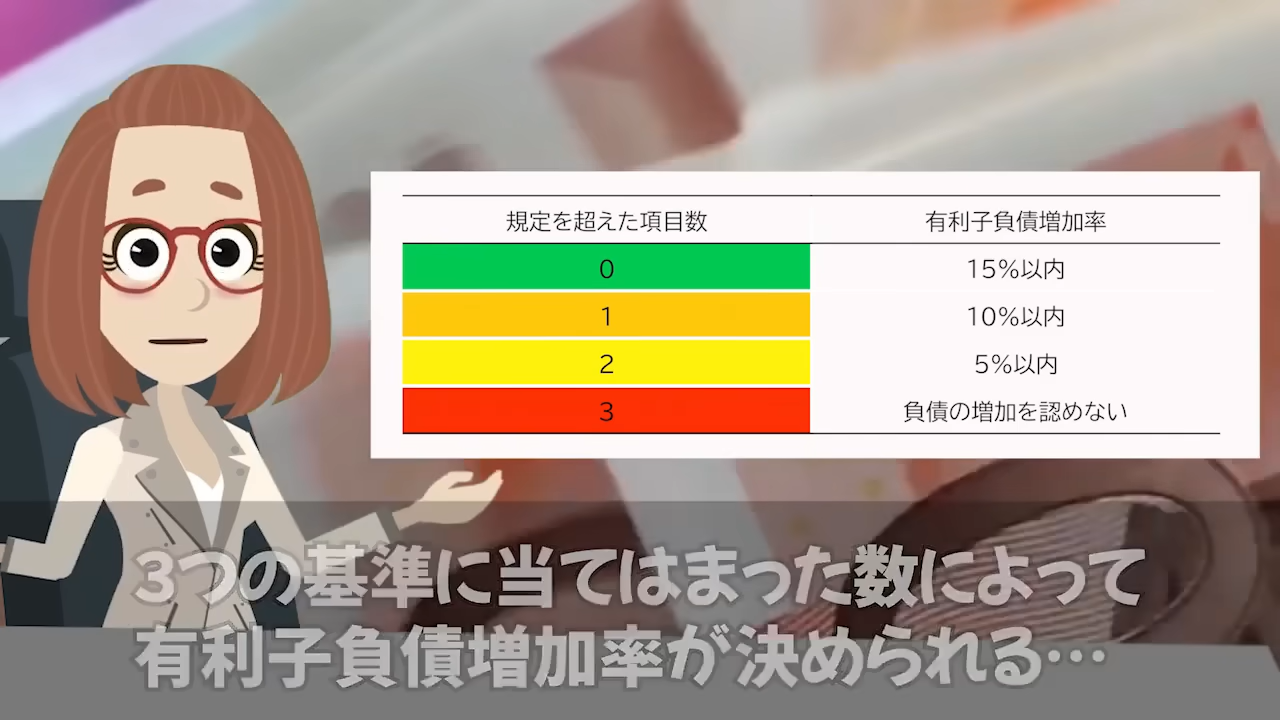 規定を超えた項目数 有利子負債増加率
0 15%以内
1 10%以内
2 5%以内
3 負債の増加を認めない
3つの基準に当てはまった数によって
有利子負債増加率が決められる…